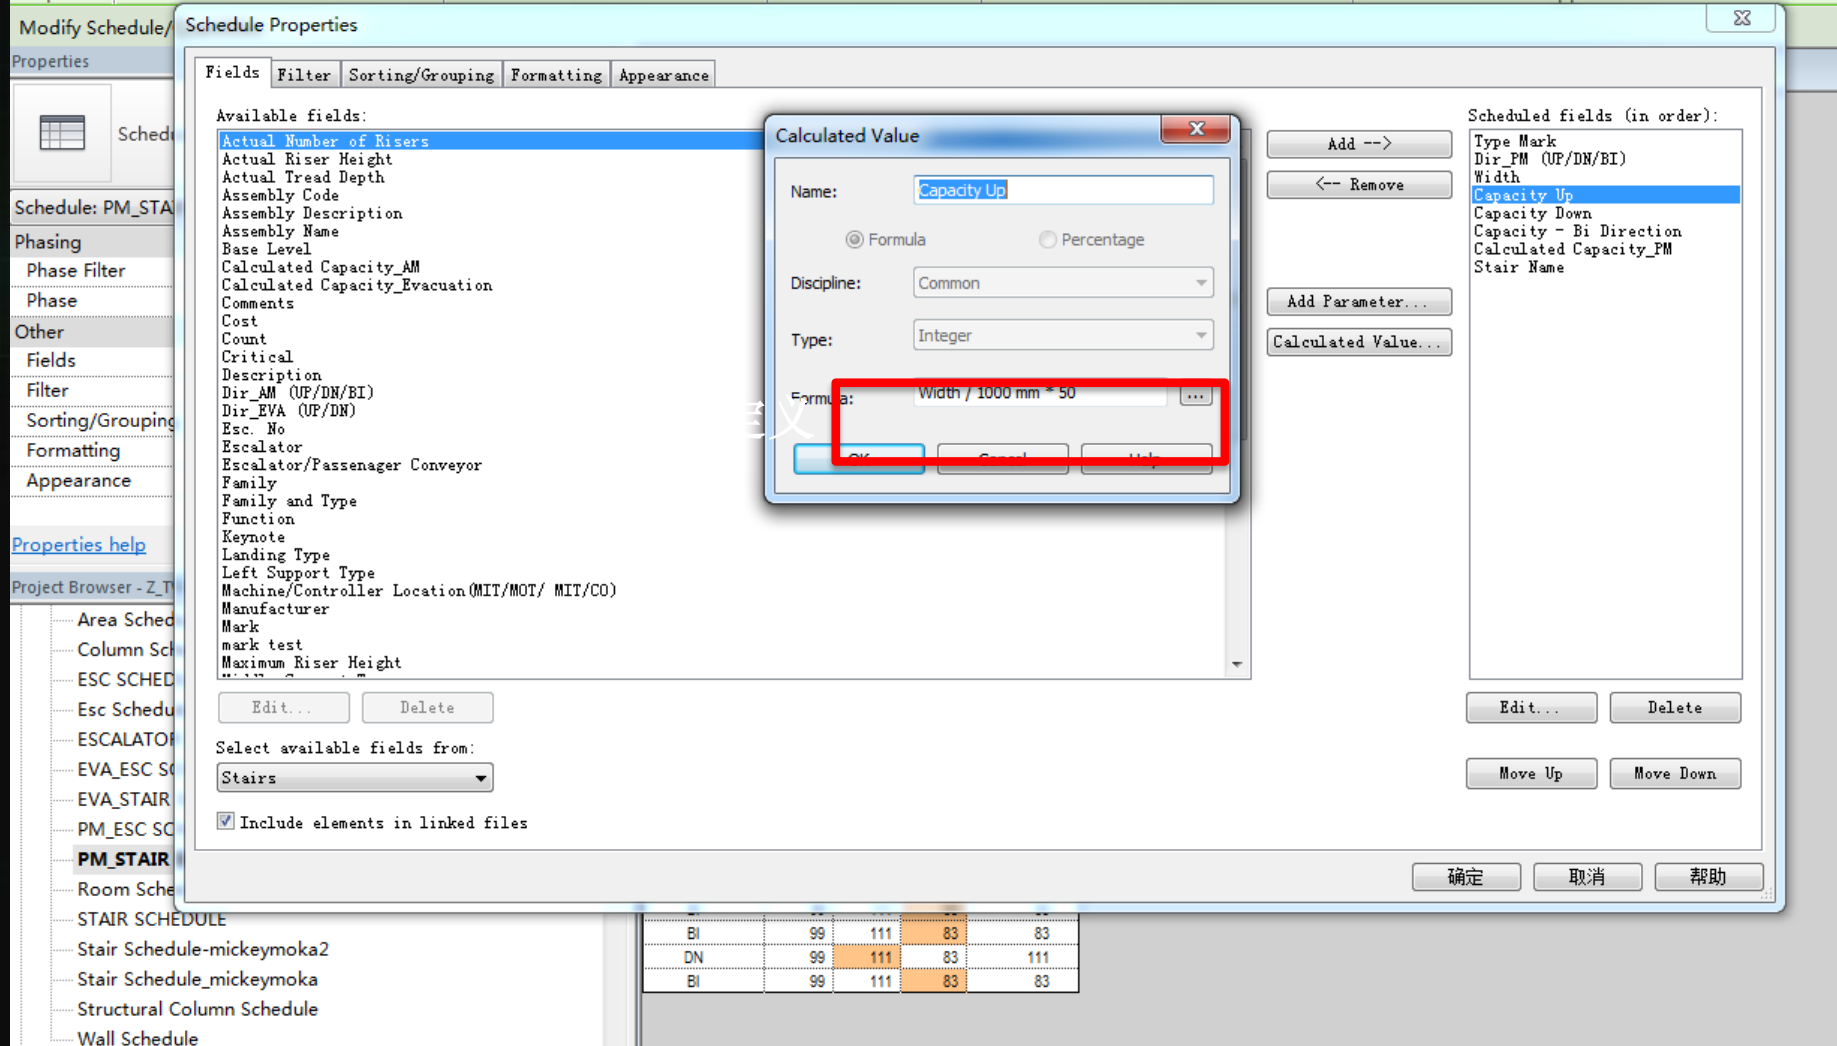 Modify Schedule/
Schedule Properties
Properties
Schedu
Schedule: PM_STA
Phasing
Phase Filter
Phase
Other
Fields
Filter
Sorting/Grouping
Formatting
Appearance
Properties help
Project Browser - Z_T
Area Sched
Column Sch
ESC SCHED
Esc Schedu
ESCALATOR
EVA_ESC SC
EVA_STAIR
PM_ESC SC
PM_STAIR
Room Sche
STAIR SCHEDULE
Stair Schedule-mickeymoka2
Stair Schedule_mickeymoka
Structural Column Schedule
Wall Schedule
Fields Filter Sorting/Grouping Formatting Appearance
Available fields:
Actual Number of Risers
Actual Riser Height
Actual Tread Depth
Assembly Code
Assembly Description
Assembly Name
Base Level
Calculated Capacity_AM
Calculated Capacity_Evacuation
Comments
Cost
Count
Critical
Description
Dir_AM (UP/DN/BI)
Dir_EVA (UP/DN)
Esc. No
Escalator
Escalator/Passenager Conveyor
Family
Family and Type
Function
Keynote
Landing Type
Left Support Type
Machine/Controller Location(MIT/MOT/ MIT/CO)
Manufacturer
Mark
mark test
Maximum Riser Height
Edit... Delete
Select available fields from:
Stairs
Include elements in linked files
Calculated Value
Name: Capacity Up
Formula Percentage
Discipline: Common
Type: Integer
Formula: Width / 1000 mm * 50 ...
定义
OK Cancel Help
Add -->
<-- Remove
Add Parameter...
Calculated Value...
Scheduled fields (in order):
Type Mark
Dir_PM (UP/DN/BI)
Width
Capacity Up
Capacity Down
Capacity - Bi Direction
Calculated Capacity_PM
Stair Name
Edit... Delete
Move Up Move Down
确定 取消 帮助
BI 99 111 83 83
DN 99 111 83 111
BI 99 111 83 83